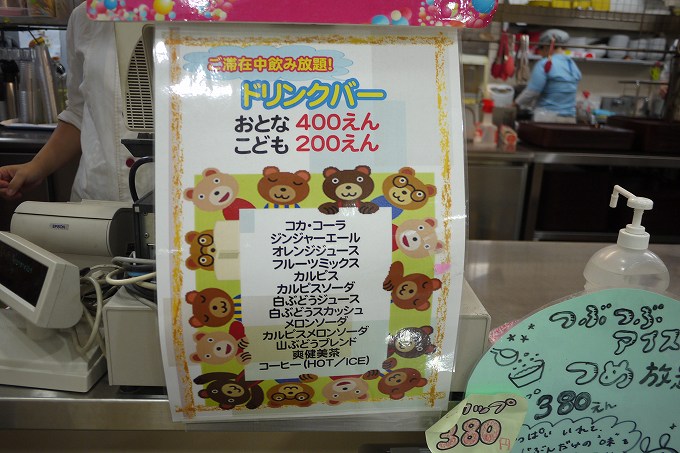 ご滞在中飲み放題!
ドリンクバー
おとな 400えん
こども 200えん
コカ・コーラ
ジンジャーエール
オレンジジュース
フルーツミックス
カルピス
カルピスソーダ
白ぶどうジュース
白ぶどうスカッシュ
メロンソーダ
カルピスメロンソーダ
山ぶどうブレンド
爽健美茶
コーヒー(HOT/ICE)
EPSON
つぶつぶ
アイス
つめ放
380えん
ップ
380円